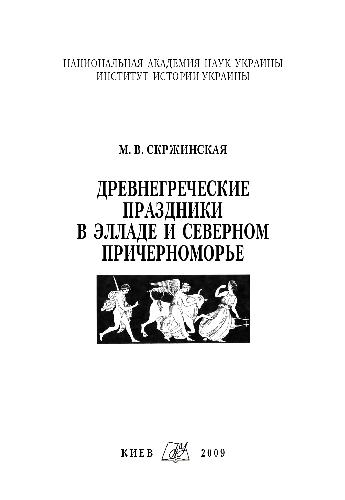 НАЦИОНАЛЬНАЯ АКАДЕМИЯ НАУК УКРАИНЫ
ИНСТИТУТ ИСТОРИИ УКРАИНЫ
М. В. СКРЖИНСКАЯ
ДРЕВНЕГРЕЧЕСКИЕ
ПРАЗДНИКИ
В ЭЛЛАДЕ И СЕВЕРНОМ
ПРИЧЕРНОМОРЬЕ
КИЕВ 2009